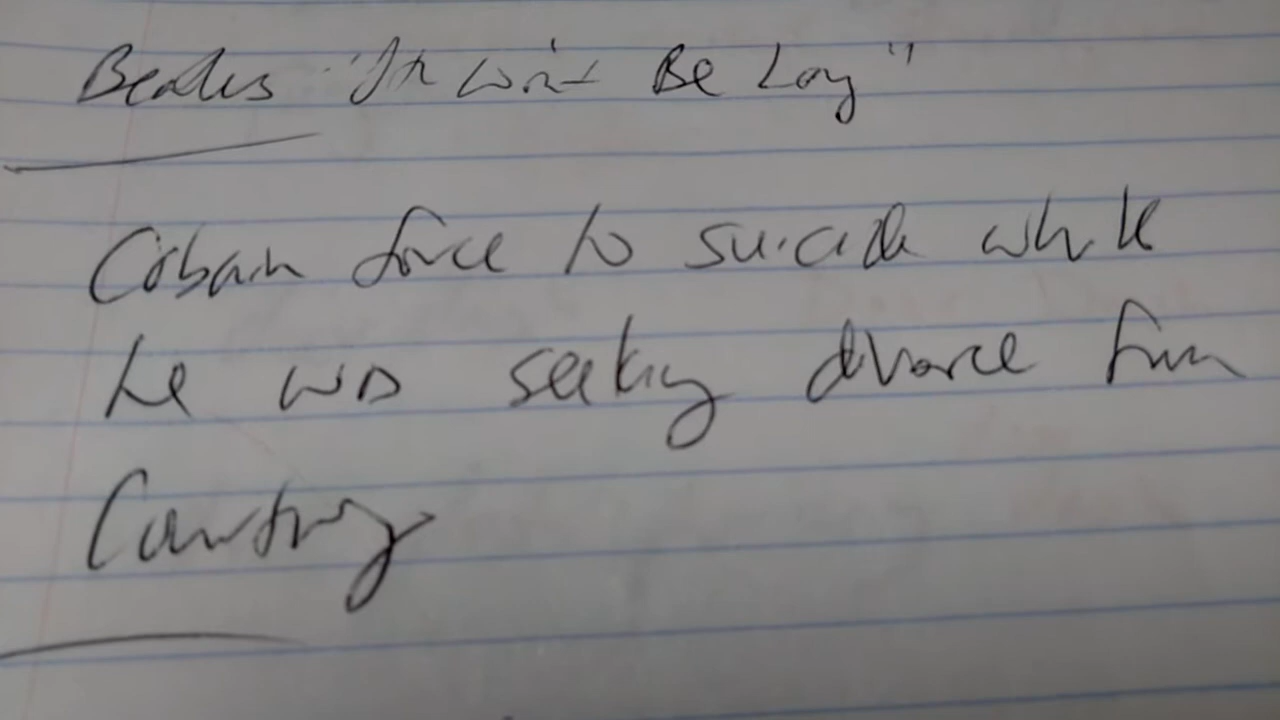 Beatles "It Won't Be Long"
Cobain force to suicide while
he was seeking divorce from
Courtney